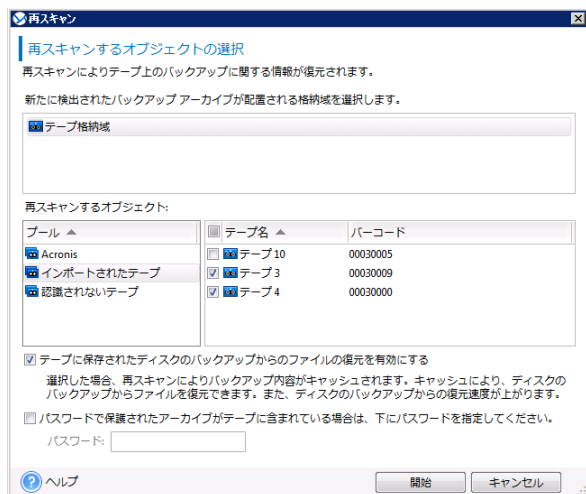 再スキャン
再スキャンするオブジェクトの選択
再スキャンによりテープ上のバックアップに関する情報が復元されます。
新たに検出されたバックアップ アーカイブが配置される格納域を選択します。
テープ格納域
再スキャンするオブジェクト:
プール テープ名 バーコード
Acronis テープ 10 00030005
インポートされたテープ テープ 3 00030009
認識されないテープ テープ 4 00030000
テープに保存されたディスクのバックアップからのファイルの復元を有効にする
選択した場合、再スキャンによりバックアップ内容がキャッシュされます。キャッシュにより、ディスクの
バックアップからファイルを復元できます。また、ディスクのバックアップからの復元速度が上がります。
パスワードで保護されたアーカイブがテープに含まれている場合は、下にパスワードを指定してください。
パスワード:
ヘルプ 開始 キャンセル